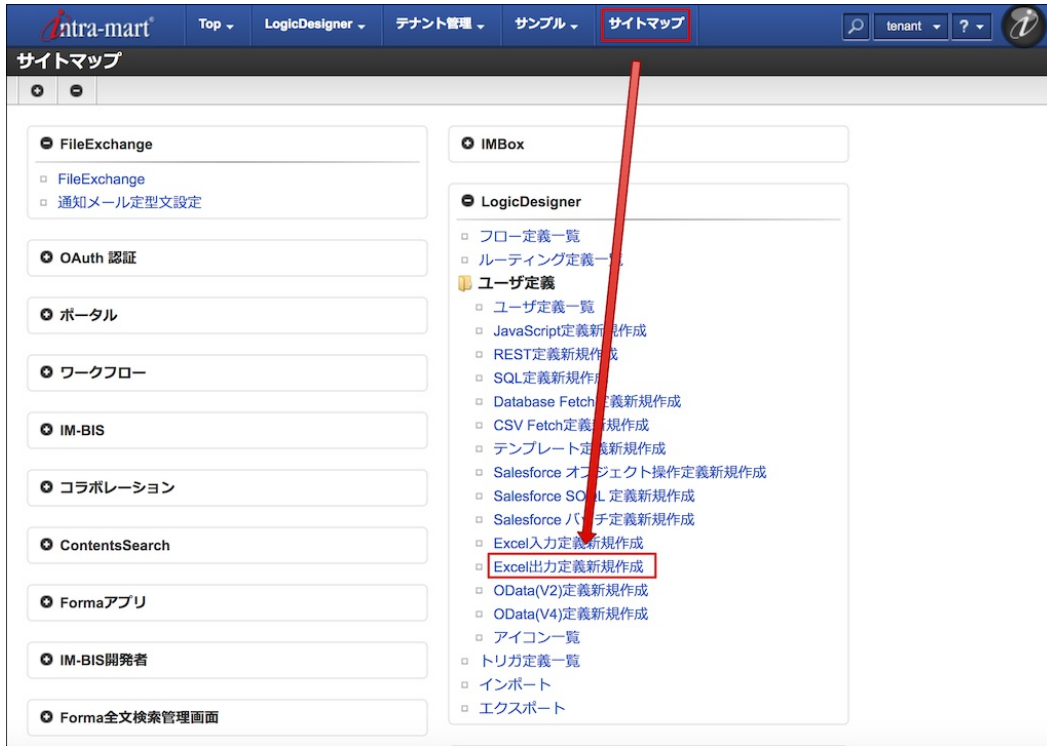 intra-mart Top LogicDesigner テナント管理 サンプル サイトマップ tenant ?
サイトマップ
FileExchange
FileExchange
通知メール定型文設定
OAuth 認証
ポータル
ワークフロー
IM-BIS
コラボレーション
ContentsSearch
Formaアプリ
IM-BIS開発者
Forma全文検索管理画面
IMBox
LogicDesigner
フロー定義一覧
ルーティング定義一覧
ユーザ定義
ユーザ定義一覧
JavaScript定義新規作成
REST定義新規作成
SQL定義新規作成
Database Fetch定義新規作成
CSV Fetch定義新規作成
テンプレート定義新規作成
Salesforce オブジェクト操作定義新規作成
Salesforce SOQL 定義新規作成
Salesforce バッチ定義新規作成
Excel入力定義新規作成
Excel出力定義新規作成
OData(V2)定義新規作成
OData(V4)定義新規作成
アイコン一覧
トリガ定義一覧
インポート
エクスポート